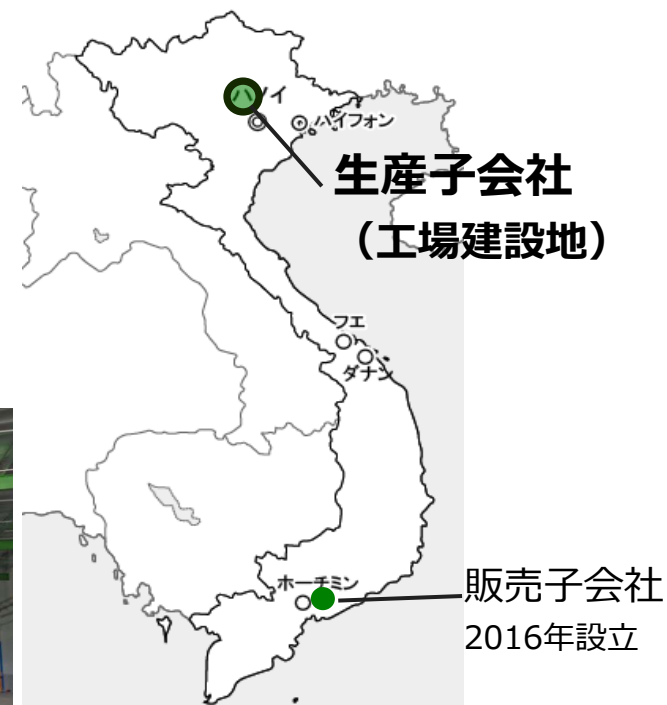 ハノイ
ハイフォン
生産子会社
（工場建設地）
フエ
ダナン
ホーチミン
販売子会社
2016年設立